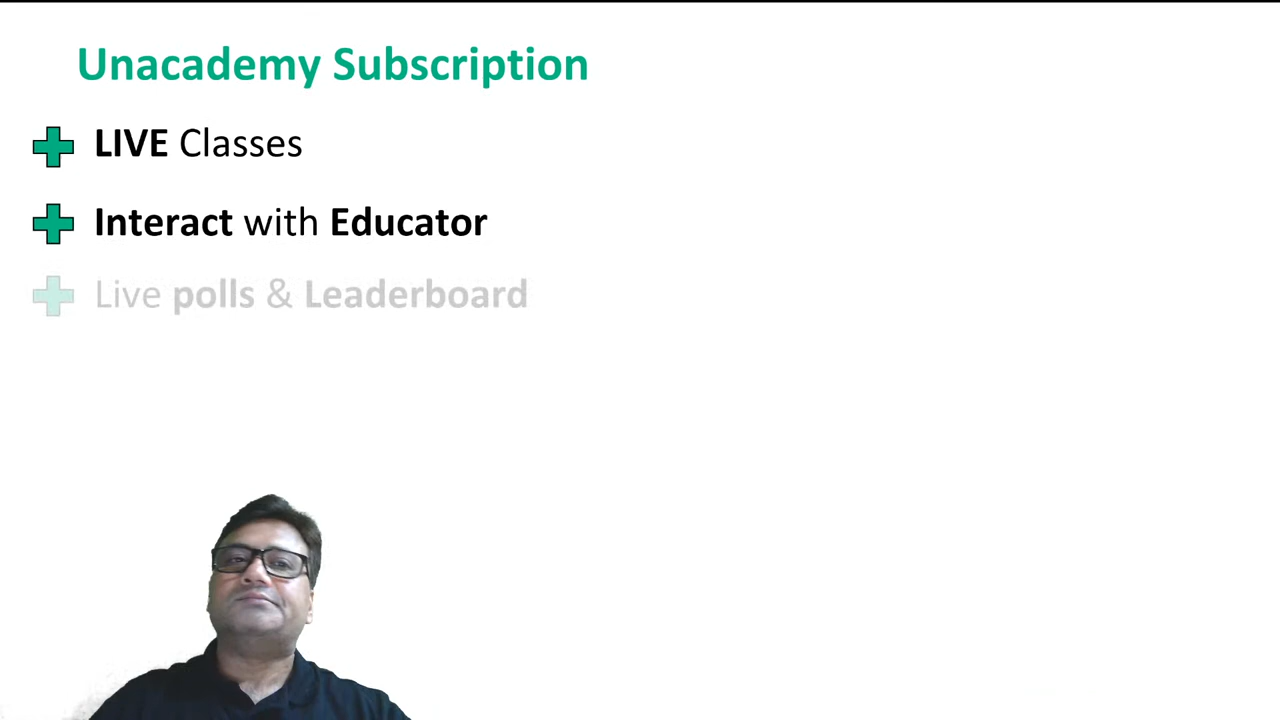 Unacademy Subscription
LIVE Classes
Interact with Educator
Live polls & Leaderboard